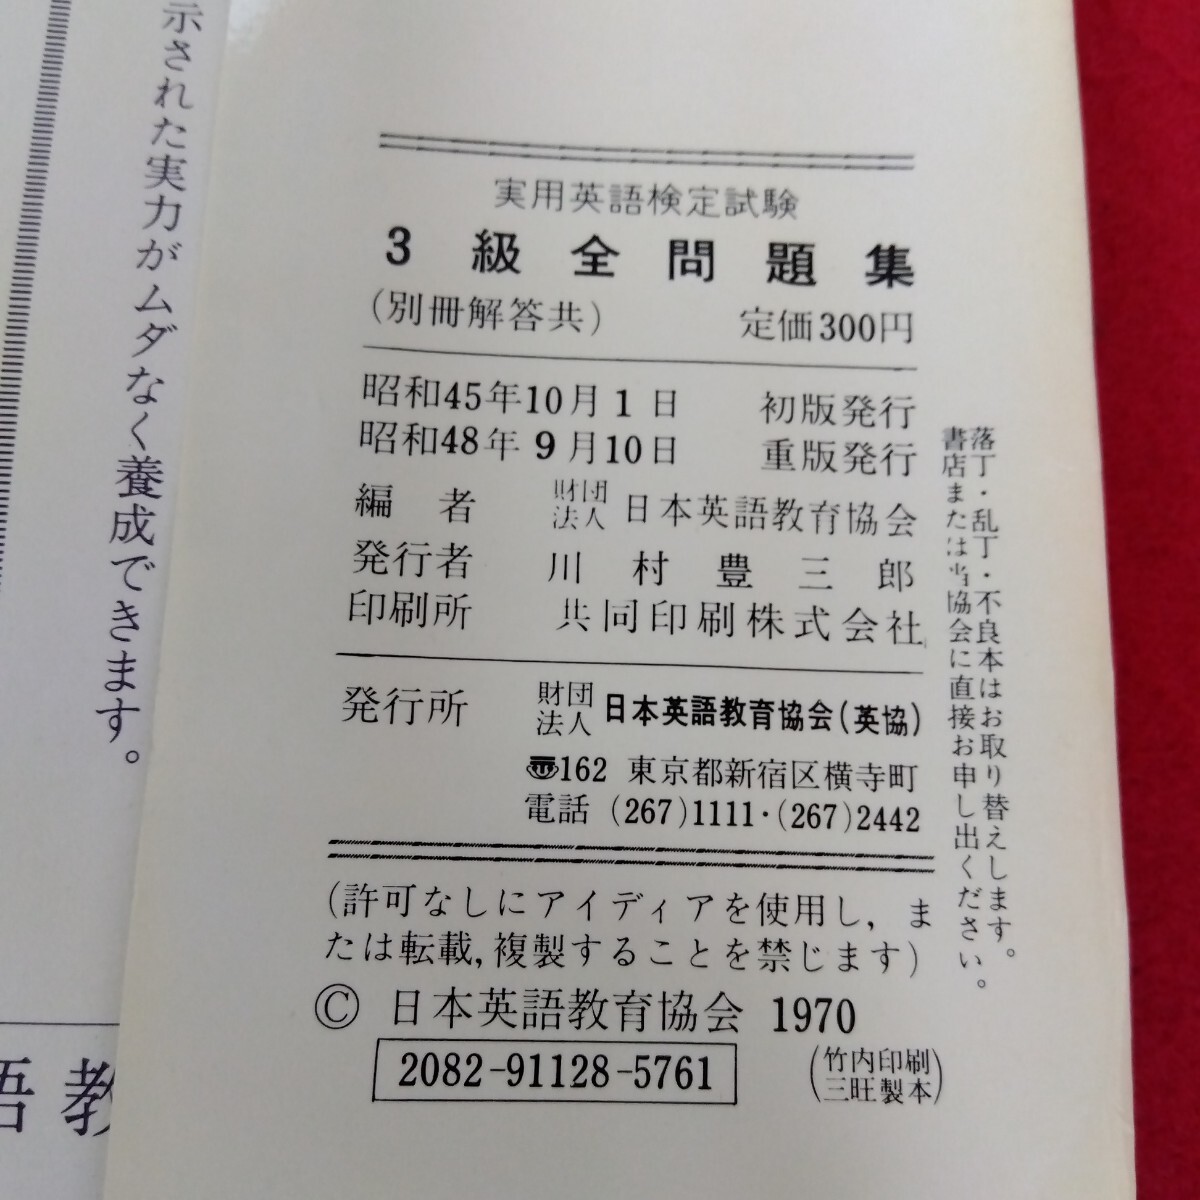 実用英語検定試験
3級全問題集
(別冊解答共) 定価300円
昭和45年10月1日 初版発行
昭和48年9月10日 重版発行
編者 財団法人 日本英語教育協会
発行者 川村豊三郎
印刷所 共同印刷株式会社
発行所 財団法人 日本英語教育協会(英協)
〠162 東京都新宿区横寺町
電話 (267)1111・(267)2442
(許可なしにアイディアを使用し, ま
たは転載, 複製することを禁じます)
© 日本英語教育協会 1970
2082-91128-5761
(竹内印刷
三旺製本)
落丁・乱丁・不良本はお取り替えします。
書店または当協会に直接お申し出ください。
示された実力がムダなく養成できます。
語教